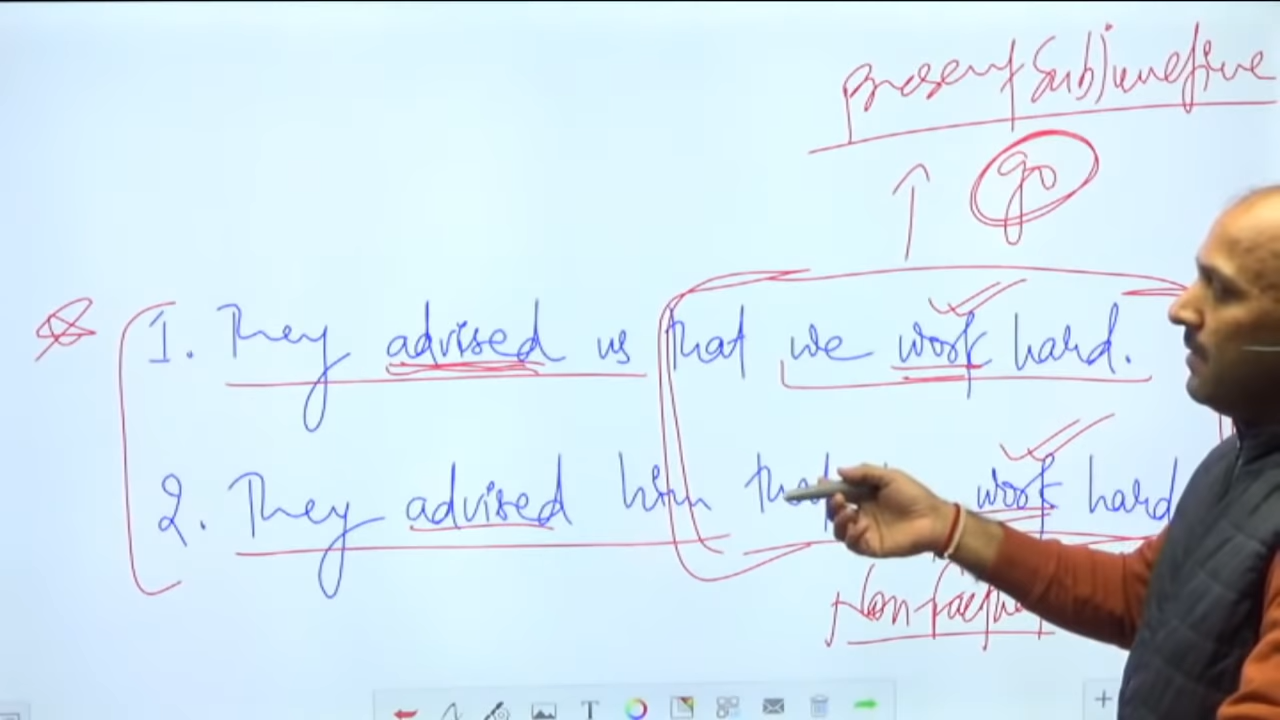 Present Subjunctive
go
1. They advised us that we work hard.
2. They advised him that work hard
Non-factual
T